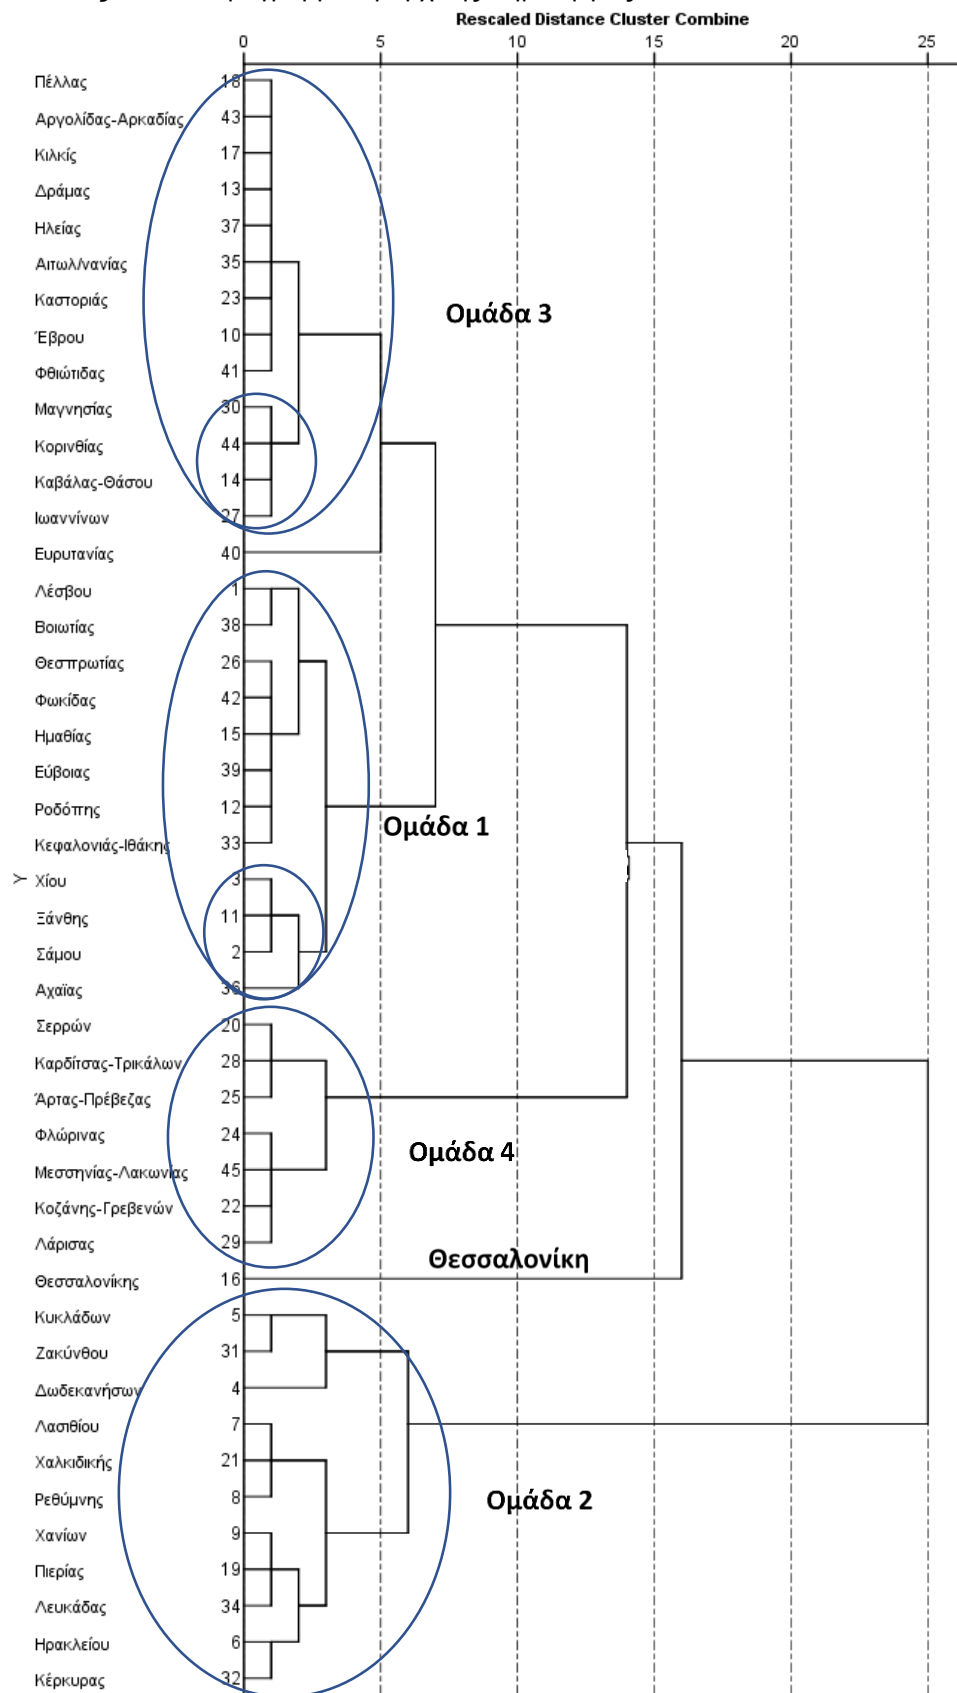 Rescaled Distance Cluster Combine
0 5 10 15 20 25
Πέλλας 18
Αργολίδας-Αρκαδίας 43
Κιλκίς 17
Δράμας 13
Ηλείας 37
Αιτωλ/νανίας 35
Καστοριάς 23
Έβρου 10
Ομάδα 3
Φθιώτιδας 41
Μαγνησίας 30
Κορινθίας 44
Καβάλας-Θάσου 14
Ιωαννίνων 27
Ευρυτανίας 40
Λέσβου 1
Βοιωτίας 38
Θεσπρωτίας 26
Φωκίδας 42
Ημαθίας 15
Εύβοιας 39
Ροδόπης 12
Ομάδα 1
Κεφαλονιάς-Ιθάκης 33
Y
Χίου 3
Ξάνθης 11
Σάμου 2
Αχαΐας 36
Σερρών 20
Καρδίτσας-Τρικάλων 28
Άρτας-Πρέβεζας 25
Φλώρινας 24
Ομάδα 4
Μεσσηνίας-Λακωνίας 45
Κοζάνης-Γρεβενών 22
Λάρισας 29
Θεσσαλονίκη
Θεσσαλονίκης 16
Κυκλάδων 5
Ζακύνθου 31
Δωδεκανήσων 4
Λασιθίου 7
Χαλκιδικής 21
Ρεθύμνης 8
Ομάδα 2
Χανίων 9
Πιερίας 19
Λευκάδας 34
Ηρακλείου 6
Κέρκυρας 32